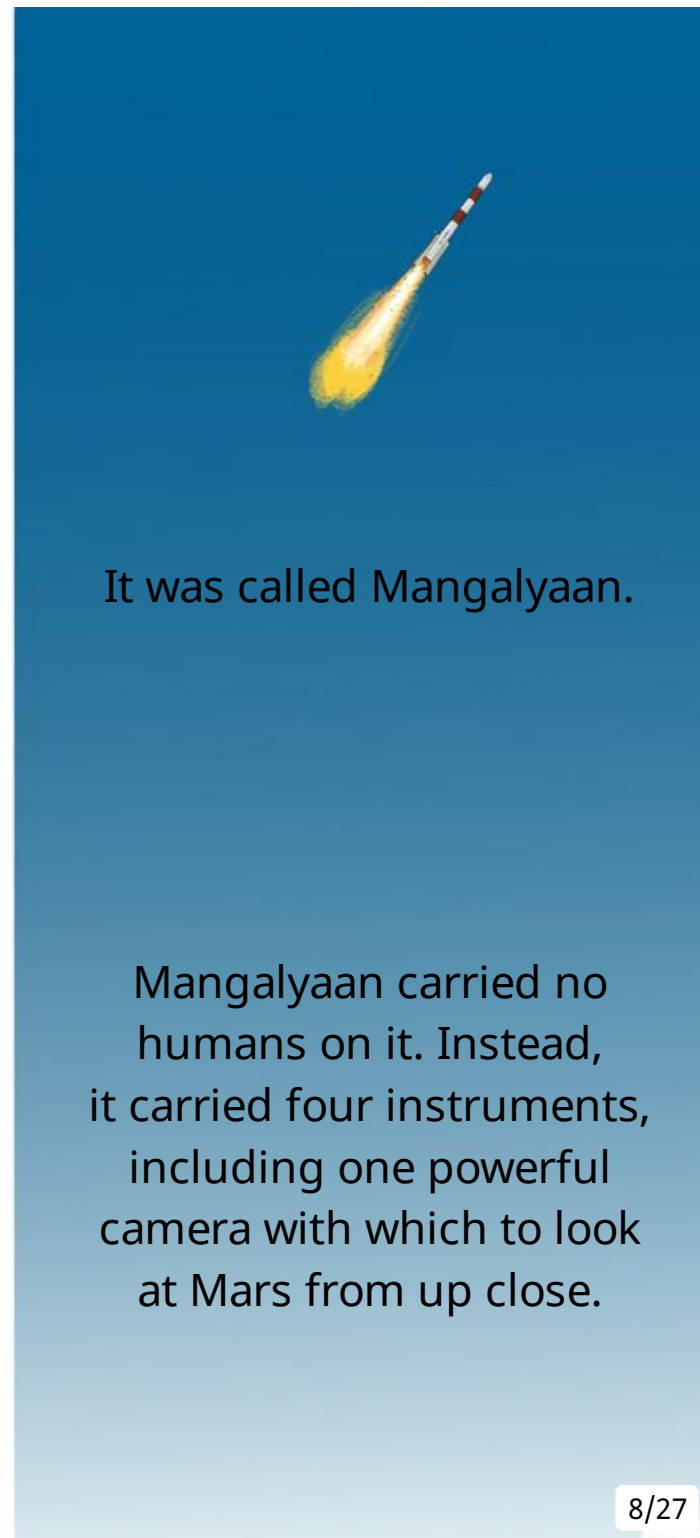 It was called Mangalyaan.
Mangalyaan carried no
humans on it. Instead,
it carried four instruments,
including one powerful
camera with which to look
at Mars from up close.
8/27